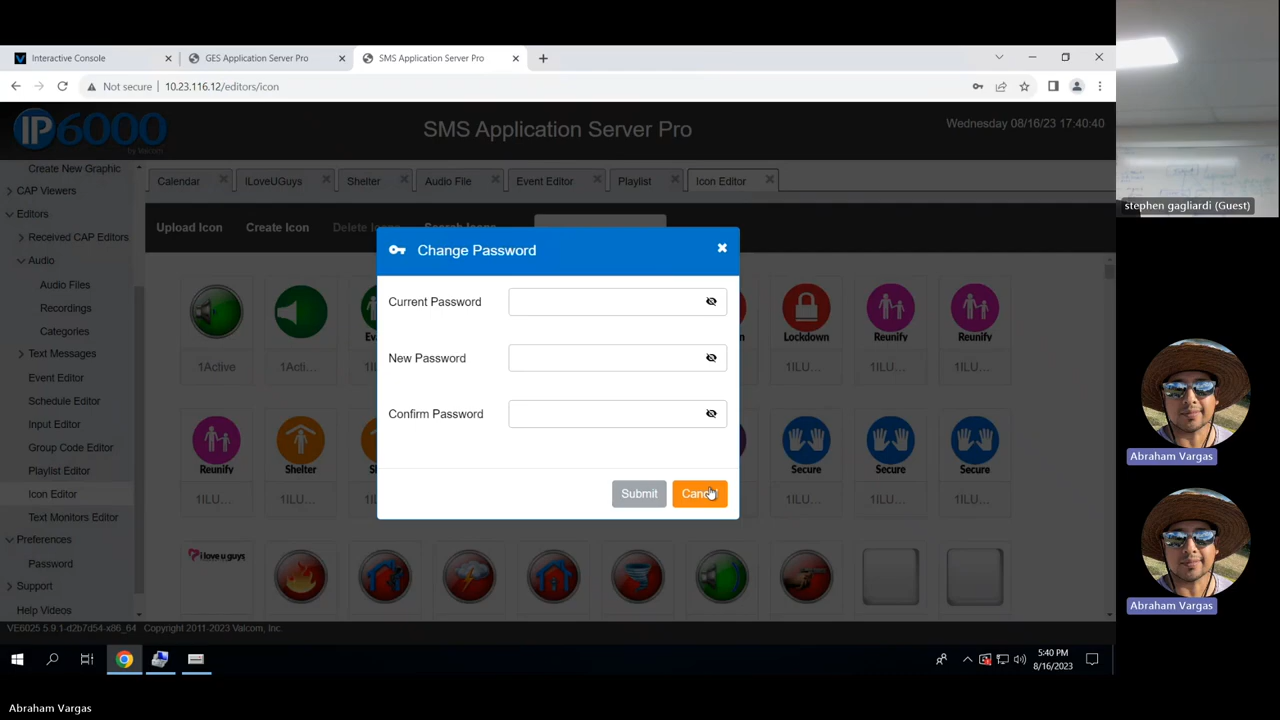 Interactive Console
GES Application Server Pro
SMS Application Server Pro
Not secure
10.23.116.12/editors/icon
IP6000
by Valcom
SMS Application Server Pro
Wednesday 08/16/23 17:40:40
Create New Graphic
CAP Viewers
Editors
Received CAP Editors
Audio
Audio Files
Recordings
Categories
Text Messages
Event Editor
Schedule Editor
Input Editor
Group Code Editor
Playlist Editor
Icon Editor
Text Monitors Editor
Preferences
Password
Support
Help Videos
Calendar
ILoveUGuys
Shelter
Audio File
Event Editor
Playlist
Icon Editor
Upload Icon
Create Icon
Change Password
Current Password
New Password
Confirm Password
Submit
Lockdown
Reunify
Reunify
1Active
1Acti...
1ILU...
1ILU...
1ILU...
Reunify
Shelter
Secure
Secure
Secure
1ILU...
1ILU...
1ILU...
1ILU...
1ILU...
i love u guys
VE6025 5.9.1-d2b7d54-x86_64 Copyright 2011-2023 Valcom, Inc.
5:40 PM
8/16/2023
stephen gagliardi (Guest)
Abraham Vargas
Abraham Vargas
Abraham Vargas